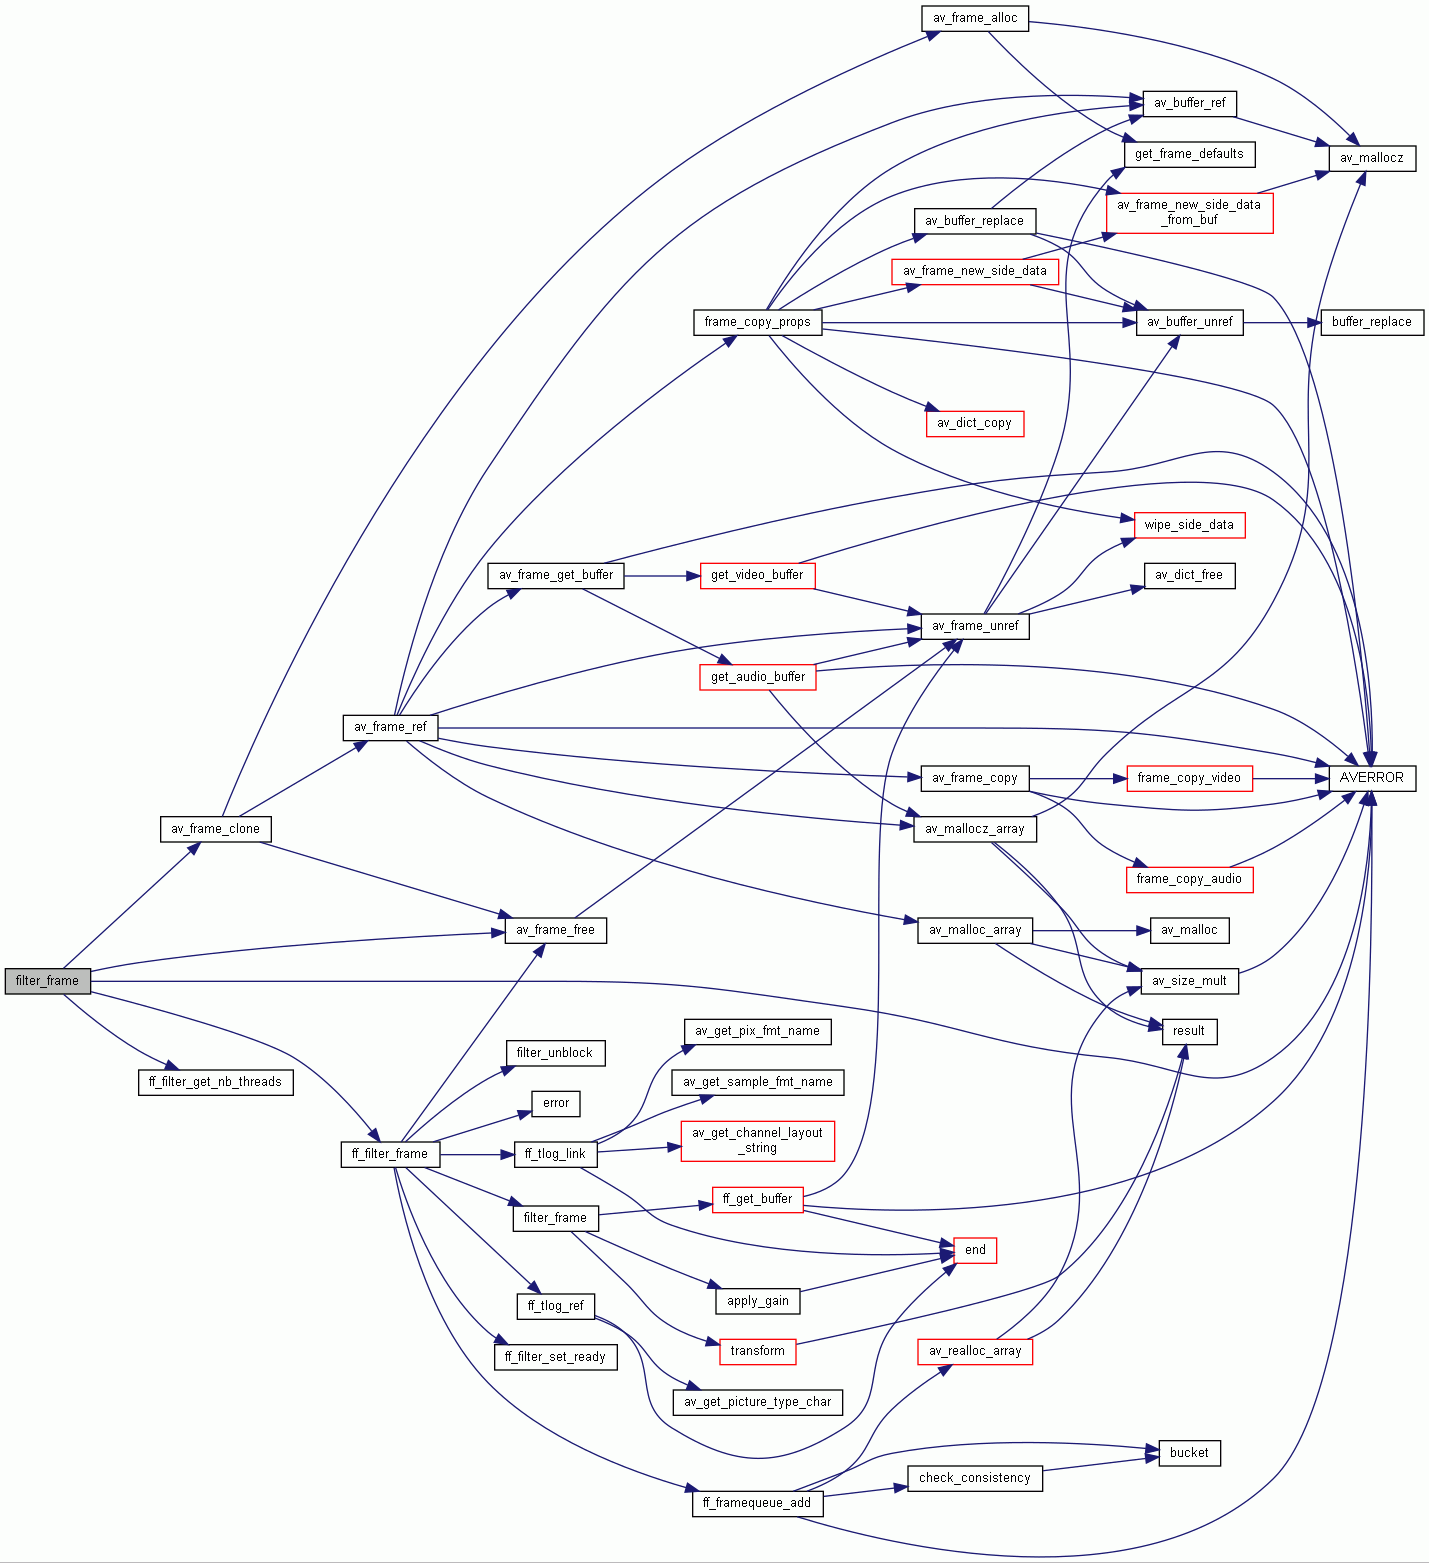 av_frame_alloc
av_buffer_ref
get_frame_defaults
av_mallocz
av_frame_new_side_data
_from_buf
av_buffer_replace
av_frame_new_side_data
frame_copy_props
av_buffer_unref
buffer_replace
av_dict_copy
wipe_side_data
av_frame_get_buffer
get_video_buffer
av_dict_free
av_frame_unref
get_audio_buffer
av_frame_ref
av_frame_copy
frame_copy_video
AVERROR
av_frame_clone
av_mallocz_array
frame_copy_audio
av_frame_free
av_malloc_array
av_malloc
filter_frame
av_size_mult
av_get_pix_fmt_name
result
filter_unblock
ff_filter_get_nb_threads
av_get_sample_fmt_name
error
av_get_channel_layout
_string
ff_filter_frame
ff_tlog_link
ff_get_buffer
filter_frame
end
apply_gain
ff_tlog_ref
transform
av_realloc_array
ff_filter_set_ready
av_get_picture_type_char
bucket
check_consistency
ff_framequeue_add